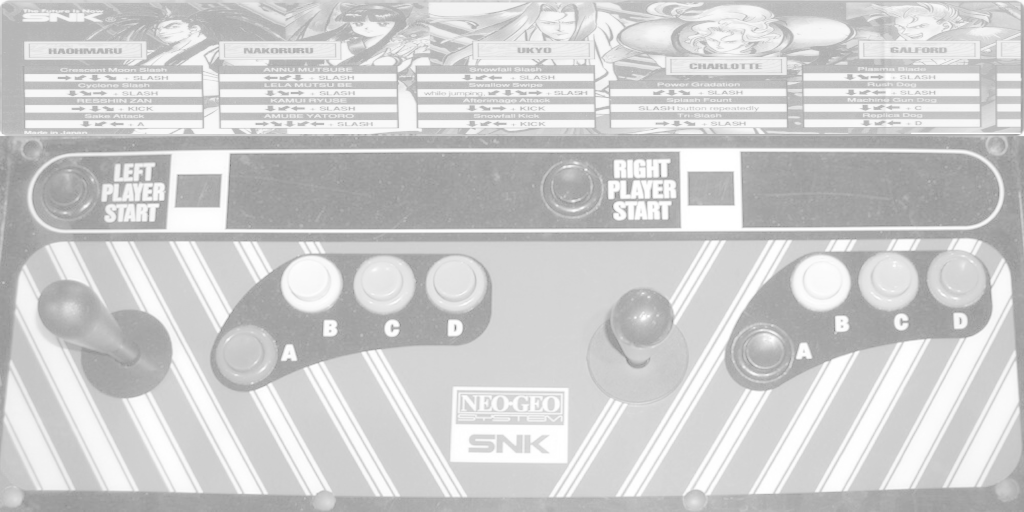 The Future Is Now
SNK®
HAOHMARU
Crescent Moon Slash
+ SLASH
Cyclone Slash
+ SLASH
RESSHIN ZAN
+ KICK
Sake Attack
+ A
Made in Japan
NAKORURU
ANNU MUTSUBE
+ SLASH
LELA MUTSUBE
+ SLASH
KAMUI RYUSE
+ SLASH
AMUBE YATORO
+ SLASH
UKYO
Snowfall Slash
+ SLASH
Swallow Swipe
while jumping, + SLASH
Afterimage Attack
+ KICK
Snowfall Kick
+ KICK
CHARLOTTE
Power Gradation
+ SLASH
Splash Fount
SLASH button repeatedly
Tri-Slash
+ SLASH
GALFORD
Plasma Blade
+ SLASH
Rush Dog
+ SLASH
Machine Gun Dog
+ C
Replica Dog
+ D
LEFT
PLAYER
START
RIGHT
PLAYER
START
A
B
C
D
A
B
C
D
NEO•GEO
SYSTEM
SNK